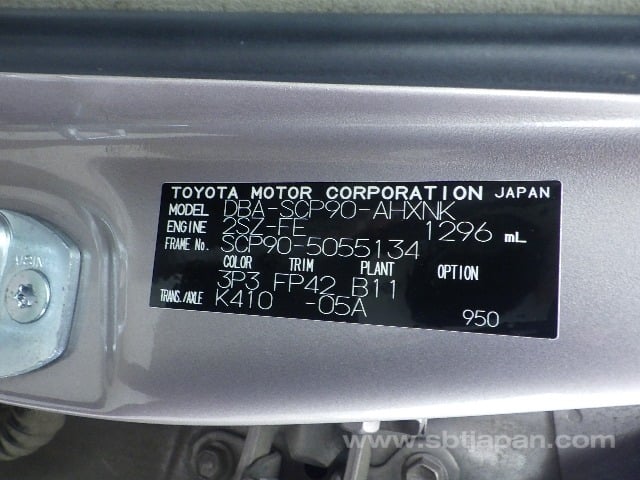 TOYOTA MOTOR CORPORATION JAPAN
MODEL DBA-SCP90-AHXNK
ENGINE 2SZ-FE 1296 mL
FRAME No. SCP90-5055134
COLOR TRIM PLANT OPTION
3P3 FP42 B11
TRANS./AXLE K410 -05A
950
www.sbtjapan.com